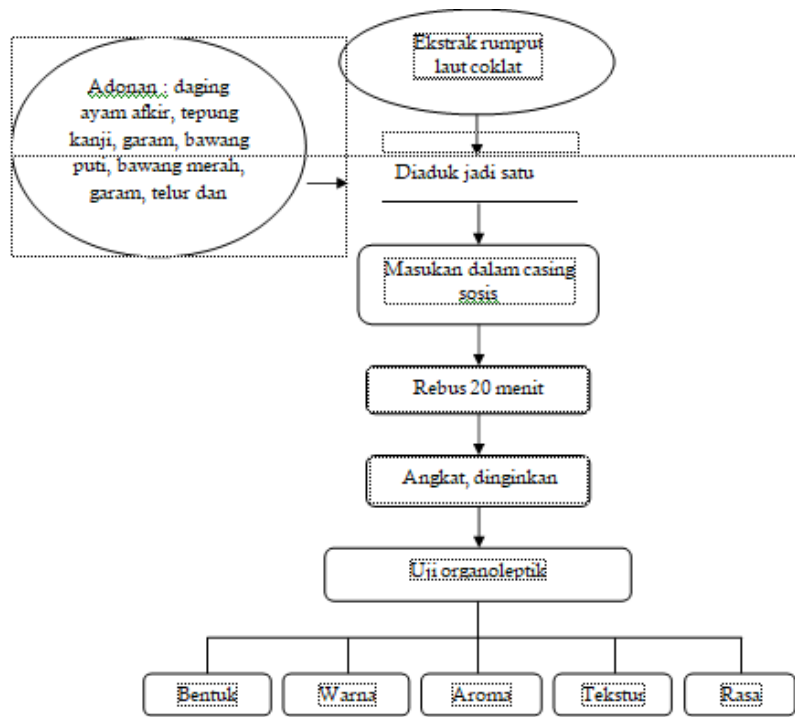 Ekstrak rumput
laut coklat
Adonan : daging
ayam afkir, tepung
kanji, garam, bawang
puti, bawang merah,
garam, telur dan
Diaduk jadi satu
Masukan dalam casing
sosis
Rebus 20 menit
Angkat, dinginkan
Uji organoleptik
Bentuk
Warna
Aroma
Tekstur
Rasa